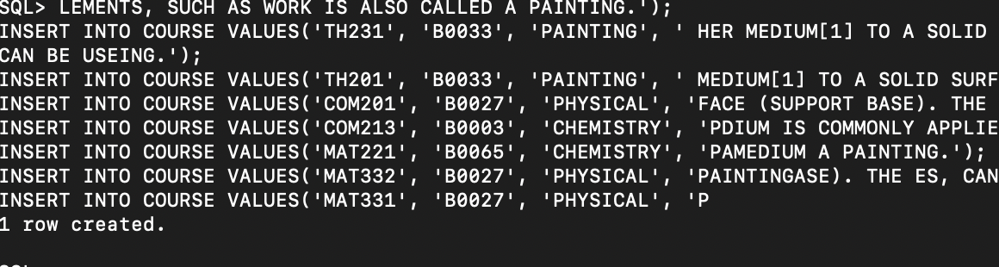 SQL> LEMENTS, SUCH AS WORK IS ALSO CALLED A PAINTING.');
INSERT INTO COURSE VALUES('TH231', 'B0033', 'PAINTING', ' HER MEDIUM[1] TO A SOLID
CAN BE USEING.');
INSERT INTO COURSE VALUES('TH201', 'B0033', 'PAINTING', ' MEDIUM[1] TO A SOLID SURF
INSERT INTO COURSE VALUES('COM201', 'B0027', 'PHYSICAL', 'FACE (SUPPORT BASE). THE
INSERT INTO COURSE VALUES('COM213', 'B0003', 'CHEMISTRY', 'PDIUM IS COMMONLY APPLIE
INSERT INTO COURSE VALUES('MAT221', 'B0065', 'CHEMISTRY', 'PAMEDIUM A PAINTING.');
INSERT INTO COURSE VALUES('MAT332', 'B0027', 'PHYSICAL', 'PAINTINGASE). THE ES, CAN
INSERT INTO COURSE VALUES('MAT331', 'B0027', 'PHYSICAL', 'P
1 row created.